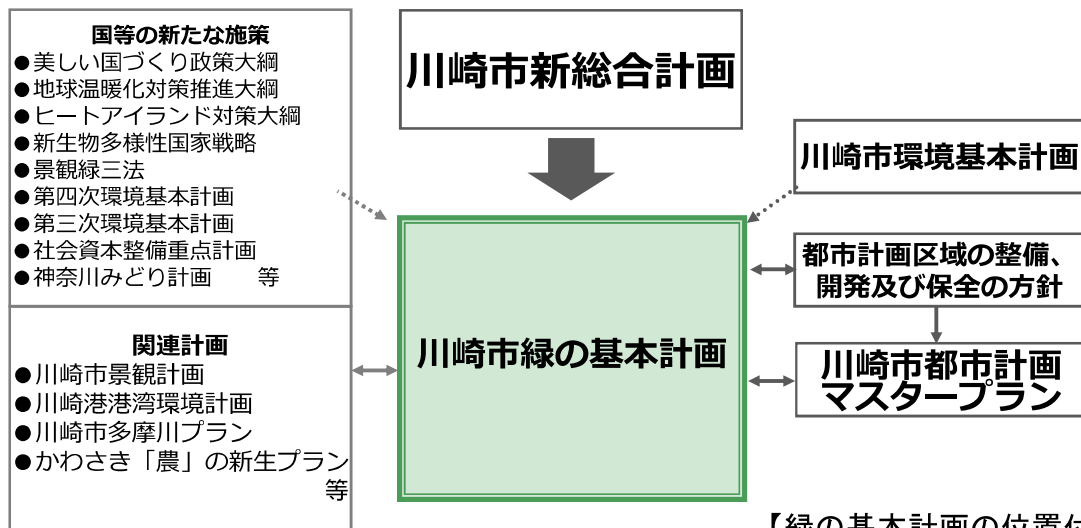 国等の新たな施策
●美しい国づくり政策大綱
●地球温暖化対策推進大綱
●ヒートアイランド対策大綱
●新生物多様性国家戦略
●景観緑三法
●第四次環境基本計画
●第三次環境基本計画
●社会資本整備重点計画
●神奈川みどり計画　　等
関連計画
●川崎市景観計画
●川崎港港湾環境計画
●川崎市多摩川プラン
●かわさき「農」の新生プラン
等
川崎市新総合計画
川崎市緑の基本計画
川崎市環境基本計画
都市計画区域の整備、
開発及び保全の方針
川崎市都市計画
マスタープラン
【緑の基本計画の位置